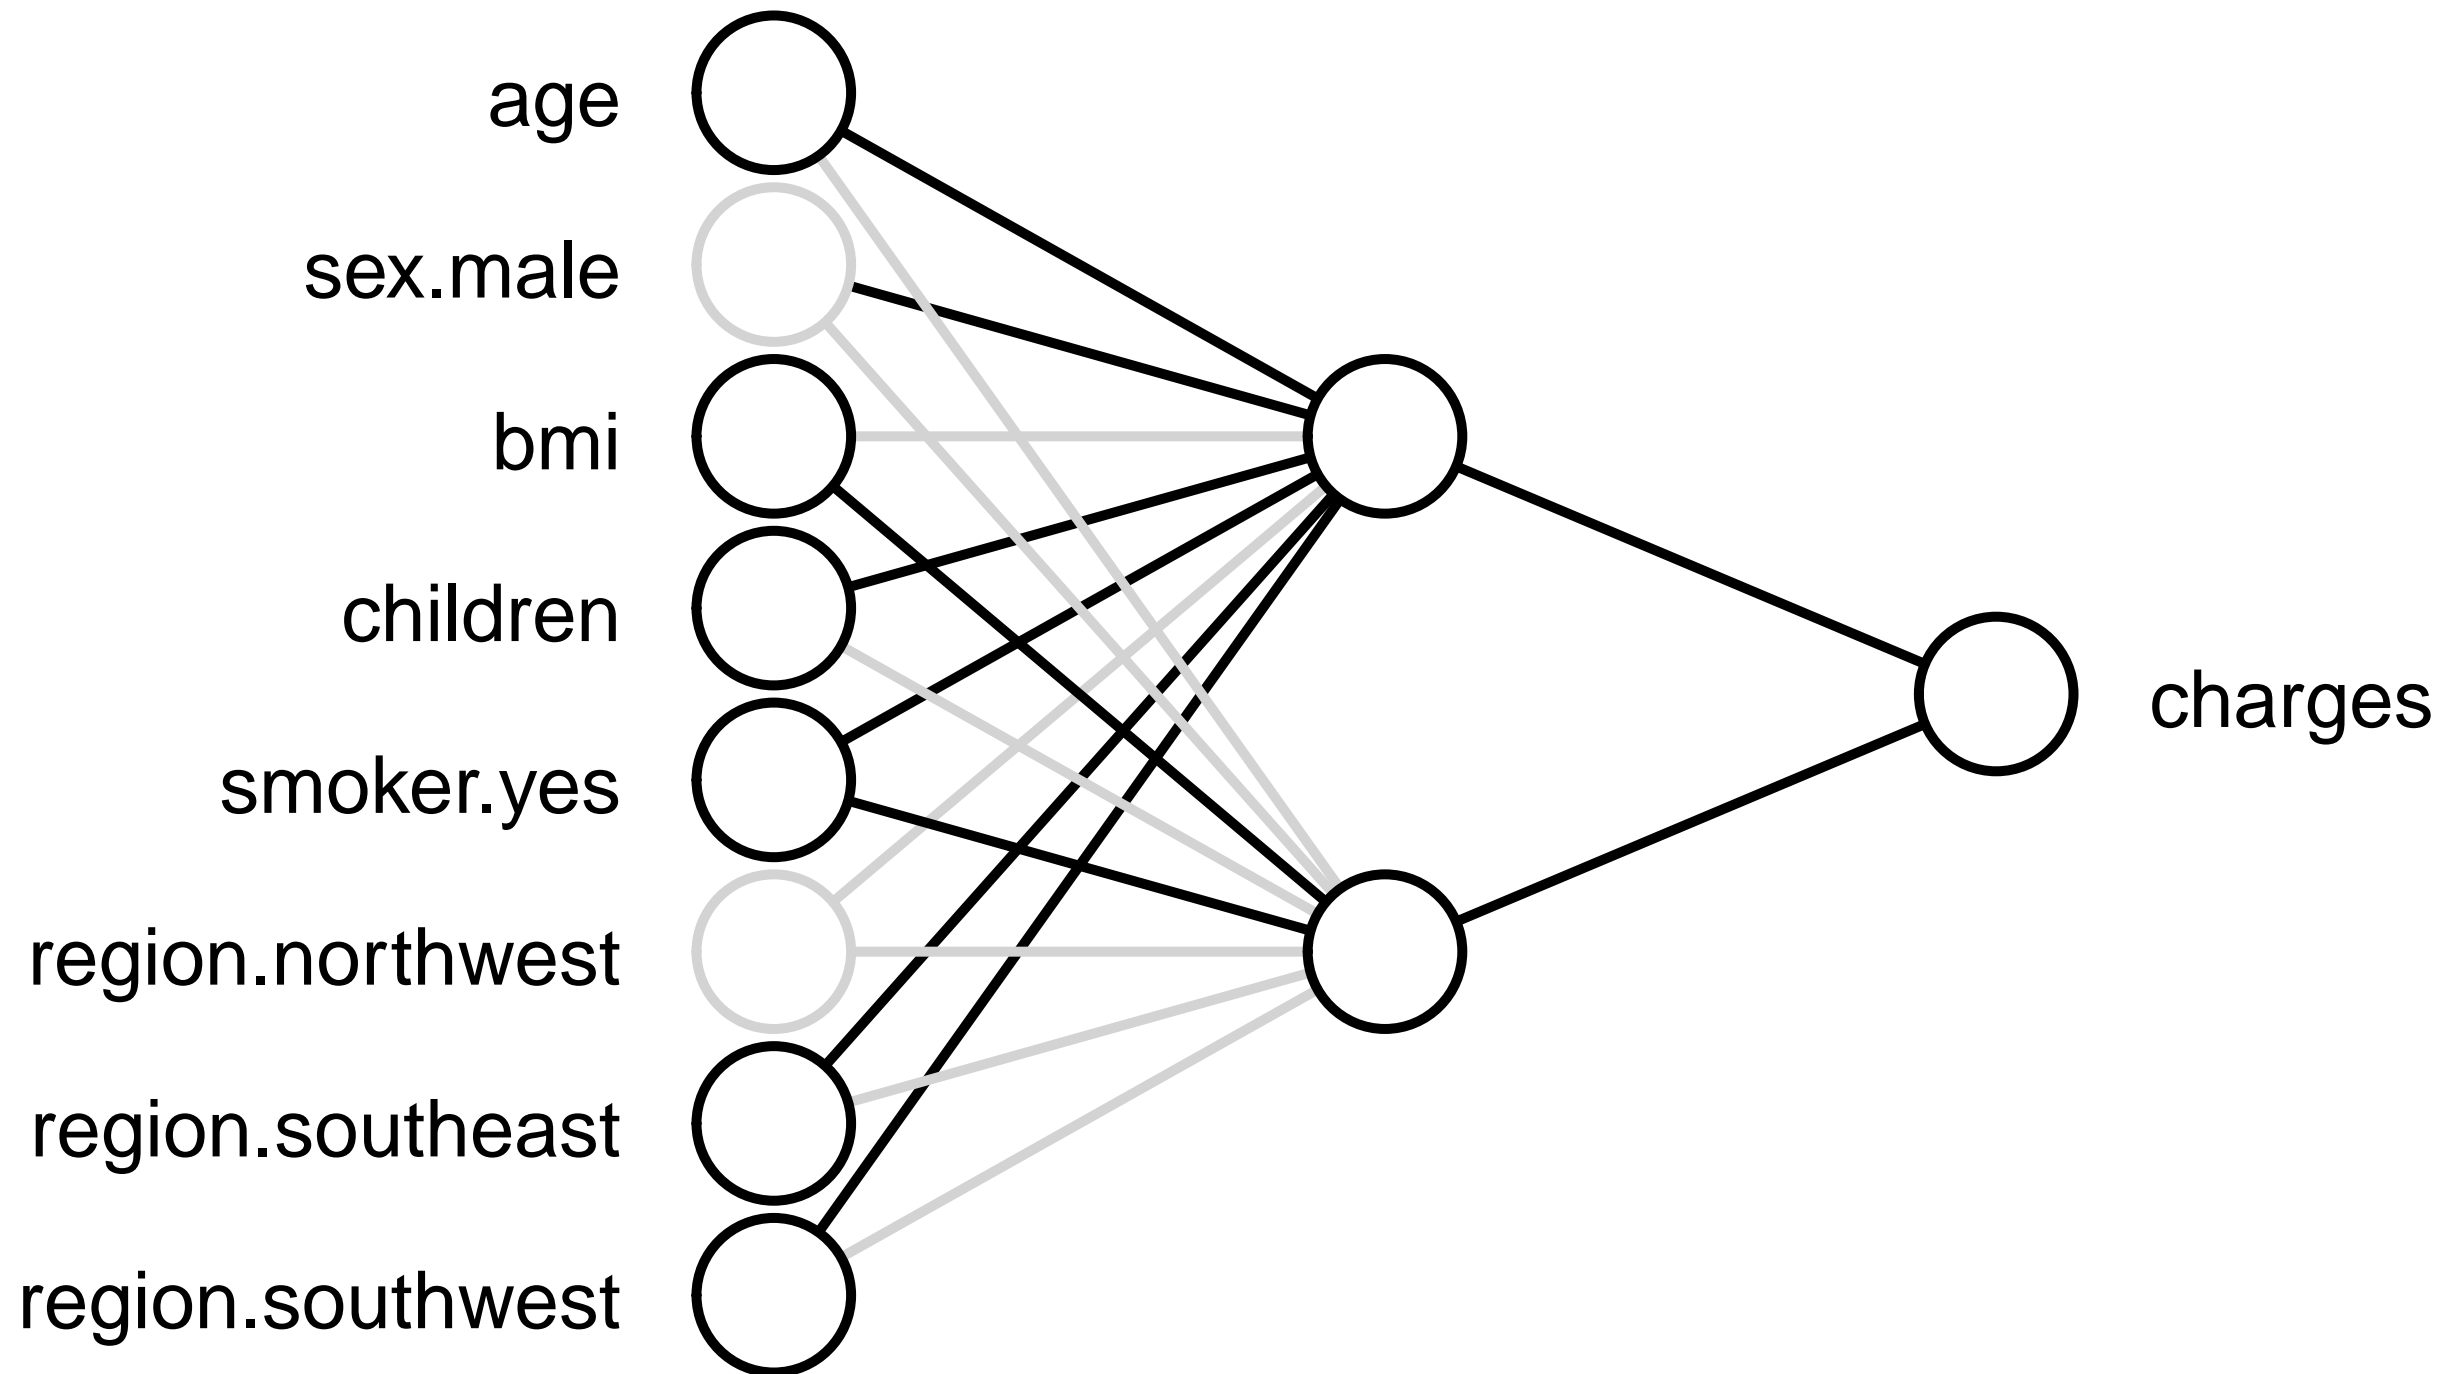 age
sex.male
bmi
children
smoker.yes
region.northwest
region.southeast
region.southwest
charges